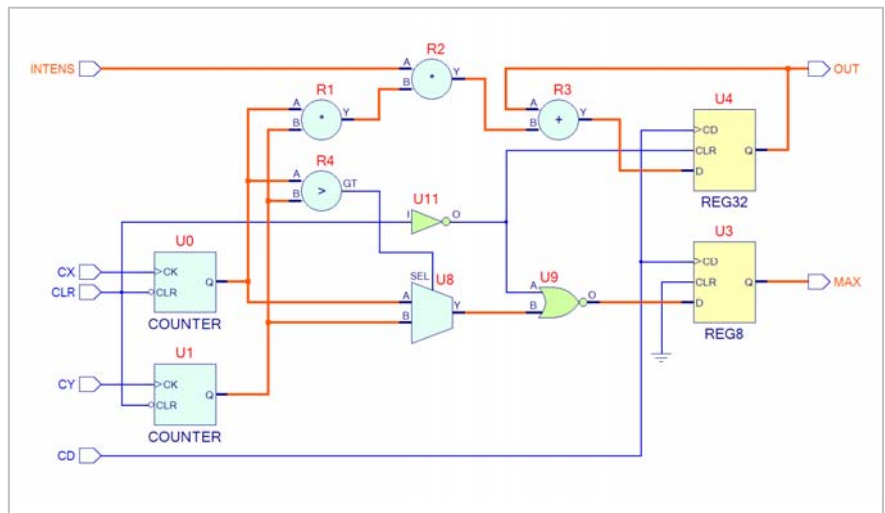 R2
INTENS
A
*
Y
B
OUT
R1
A
*
Y
B
R3
A
+
Y
B
U4
>CD
CLR
Q
D
REG32
R4
A
>
GT
B
U11
I
O
U0
CX
>CK
CLR
CLR
Q
COUNTER
SEL
U8
A
Y
B
U9
A
O
B
U3
>CD
CLR
Q
MAX
D
REG8
U1
CY
>CK
Q
CLR
COUNTER
CD